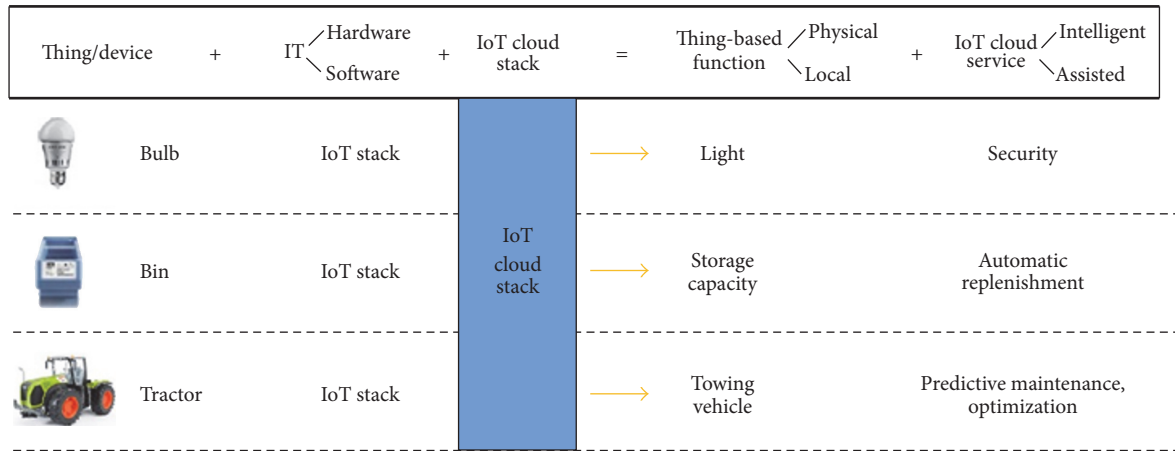 Thing/device + IT Hardware Software + IoT cloud stack = Thing-based function Physical Local + IoT cloud service Intelligent Assisted
Bulb IoT stack Light Security
IoT cloud stack
Bin IoT stack Storage capacity Automatic replenishment
Tractor IoT stack Towing vehicle Predictive maintenance, optimization